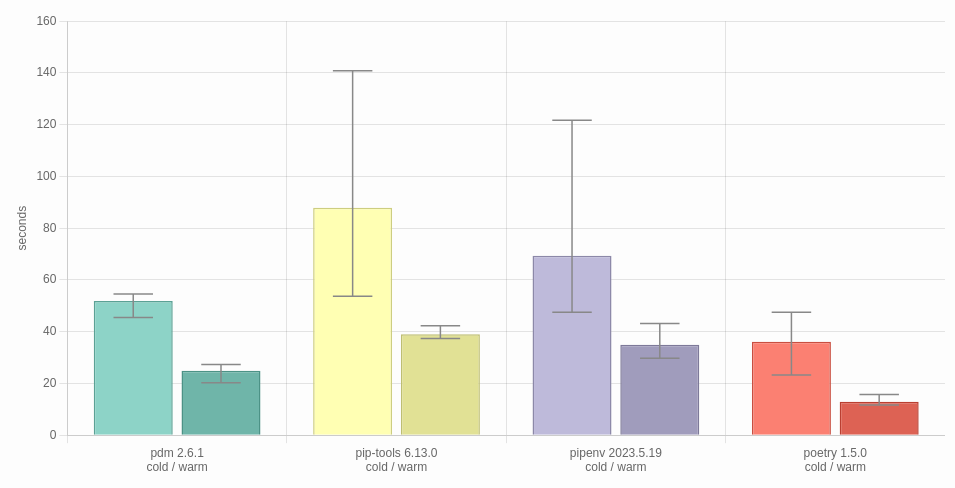 160
140
120
100
80
60
40
20
0
seconds
pdm 2.6.1
cold / warm
pip-tools 6.13.0
cold / warm
pipenv 2023.5.19
cold / warm
poetry 1.5.0
cold / warm